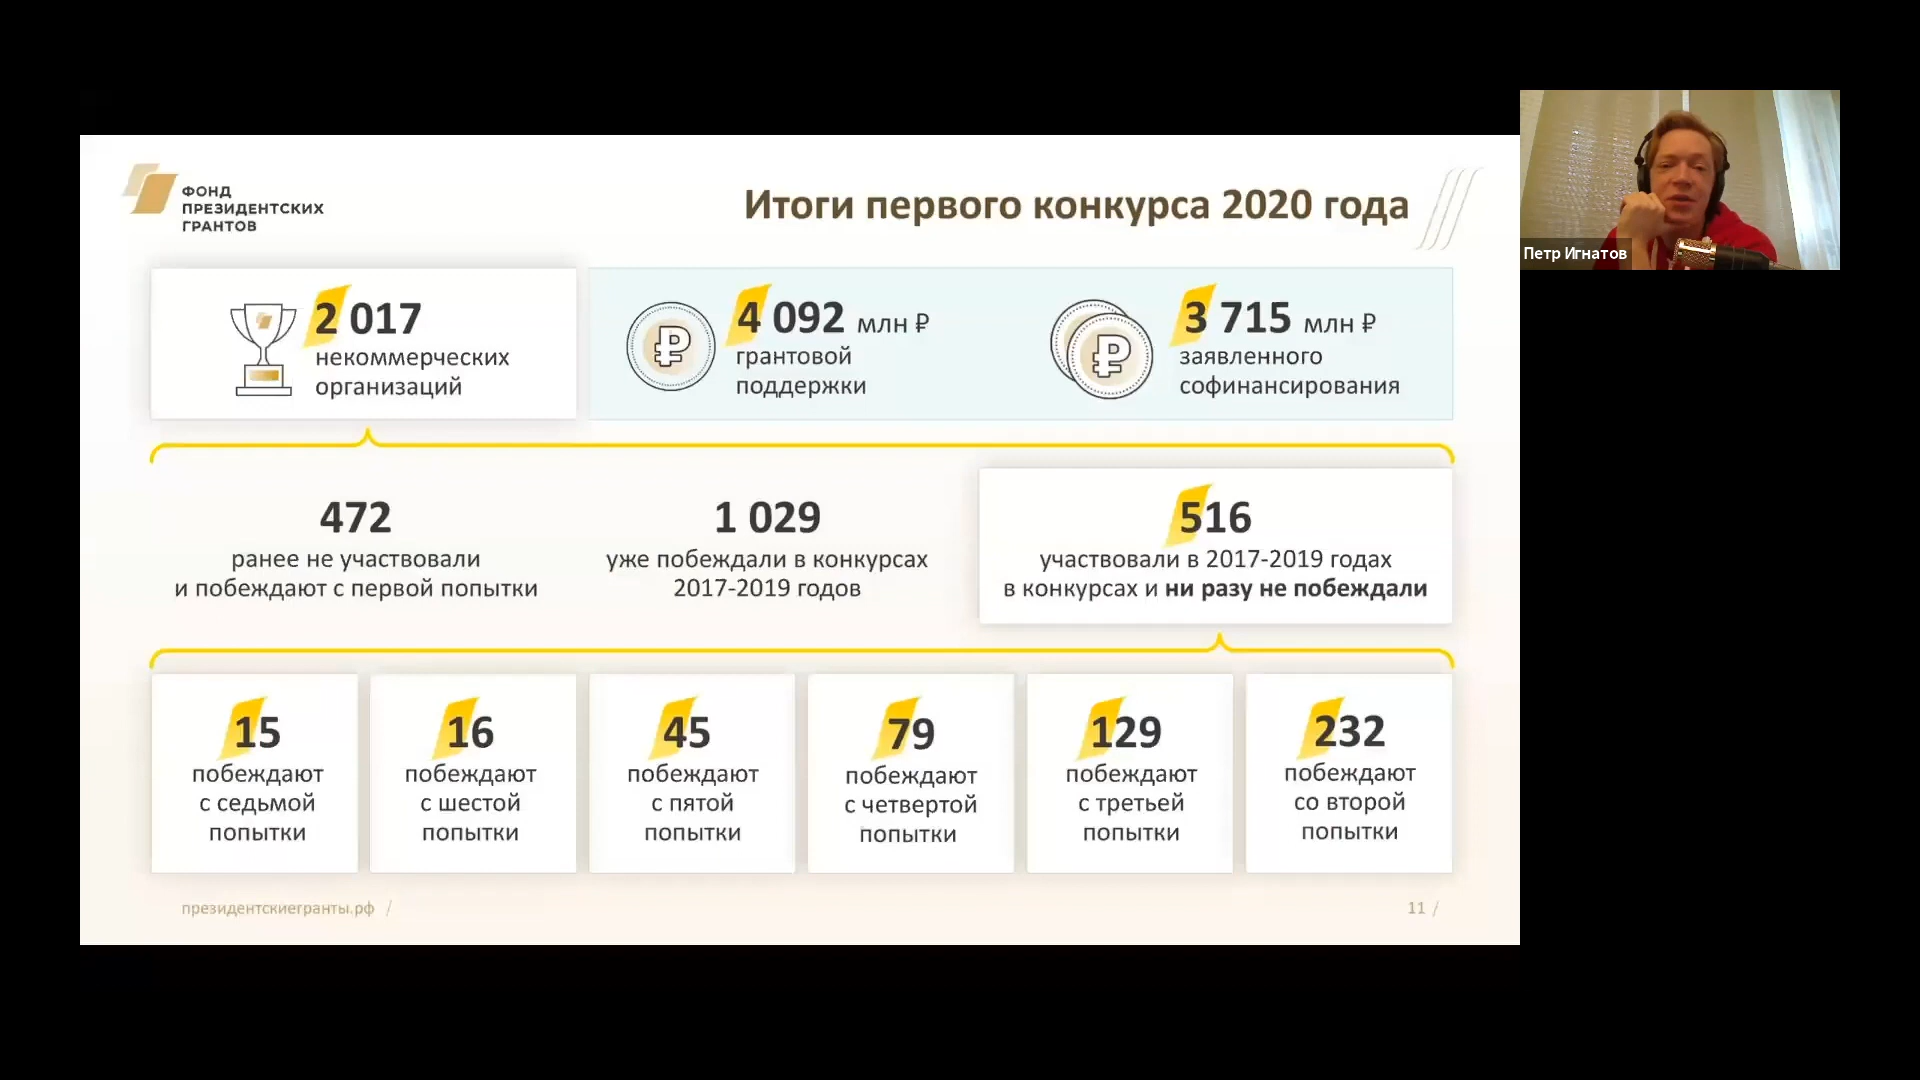 ФОНД
ПРЕЗИДЕНТСКИХ
ГРАНТОВ
Итоги первого конкурса 2020 года
Петр Игнатов
2 017
некоммерческих
организаций
4 092 млн ₽
грантовой
поддержки
3 715 млн ₽
заявленного
софинансирования
472
ранее не участвовали
и побеждают с первой попытки
1 029
уже побеждали в конкурсах
2017-2019 годов
516
участвовали в 2017-2019 годах
в конкурсах и ни разу не побеждали
15
побеждают
с седьмой
попытки
16
побеждают
с шестой
попытки
45
побеждают
с пятой
попытки
79
побеждают
с четвертой
попытки
129
побеждают
с третьей
попытки
232
побеждают
со второй
попытки
президентскиегранты.рф /
11 /